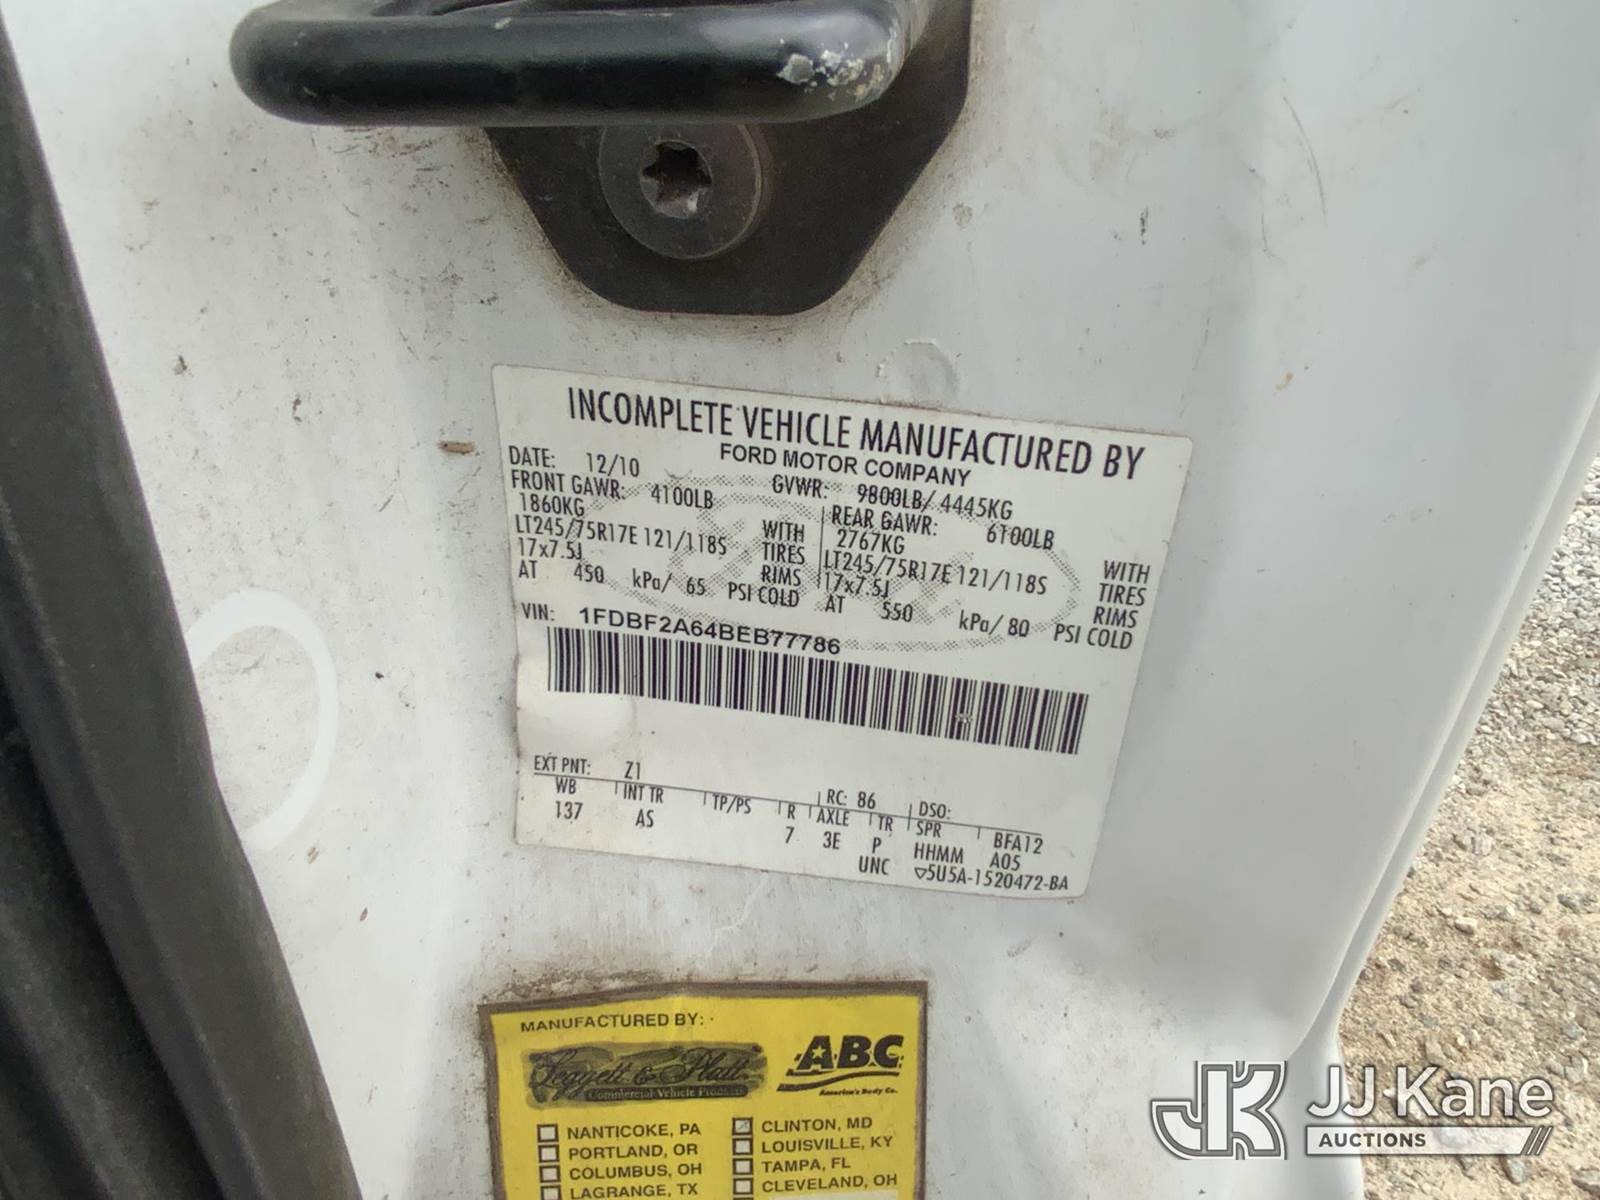 INCOMPLETE VEHICLE MANUFACTURED BY
FORD MOTOR COMPANY
DATE: 12/10 GVWR: 9800LB/ 4445KG
FRONT GAWR: 4100LB REAR GAWR: 6100LB
1860KG WITH 2767KG WITH
LT245/75R17E 121/118S TIRES LT245/75R17E 121/118S TIRES
17x7.5J RIMS 17x7.5J RIMS
AT 450 kPa/ 65 PSI COLD AT 550 kPa/ 80 PSI COLD
VIN: 1FDBF2A64BEB77786
EXT PNT: Z1 RC: 86 DSO:
WB INT TR TP/PS R AXLE TR SPR BFA12
137 AS 7 3E P HHMM A05
UNC ▽5U5A-1520472-BA
MANUFACTURED BY:
Leggett & Platt
Commercial Vehicle Products
ABC
America's Body Co.
NANTICOKE, PA CLINTON, MD
PORTLAND, OR LOUISVILLE, KY
COLUMBUS, OH TAMPA, FL
LAGRANGE, TX CLEVELAND, OH
JK JJ Kane
AUCTIONS